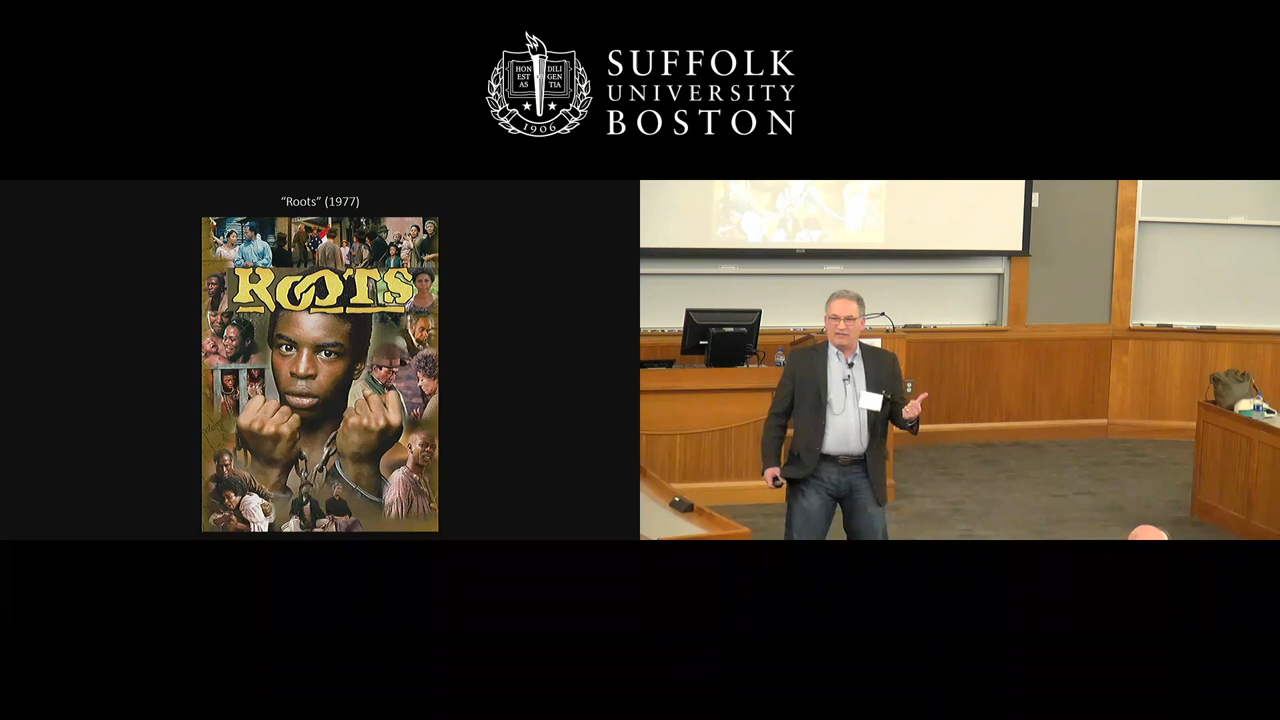 HON
EST
AS
DILI
GEN
TIA
1906
SUFFOLK
UNIVERSITY
BOSTON
“Roots” (1977)
ROOTS